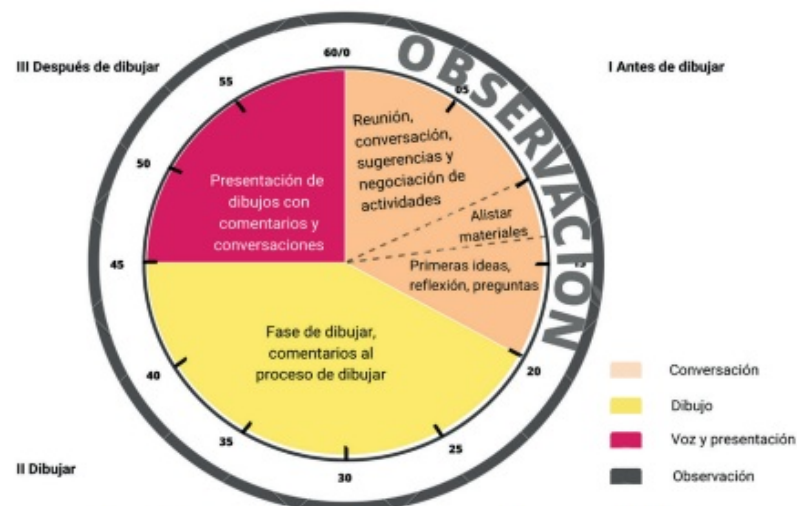 60/0
OBSERVACIÓN
III Después de dibujar
I Antes de dibujar
55
05
Reunión,
conversación,
sugerencias y
negociación de
actividades
50
Presentación de
dibujos con
comentarios y
conversaciones
Alistar
materiales
45
15
Primeras ideas,
reflexión, preguntas
Fase de dibujar,
comentarios al
proceso de dibujar
40
20
35
25
30
II Dibujar
Conversación
Dibujo
Voz y presentación
Observación